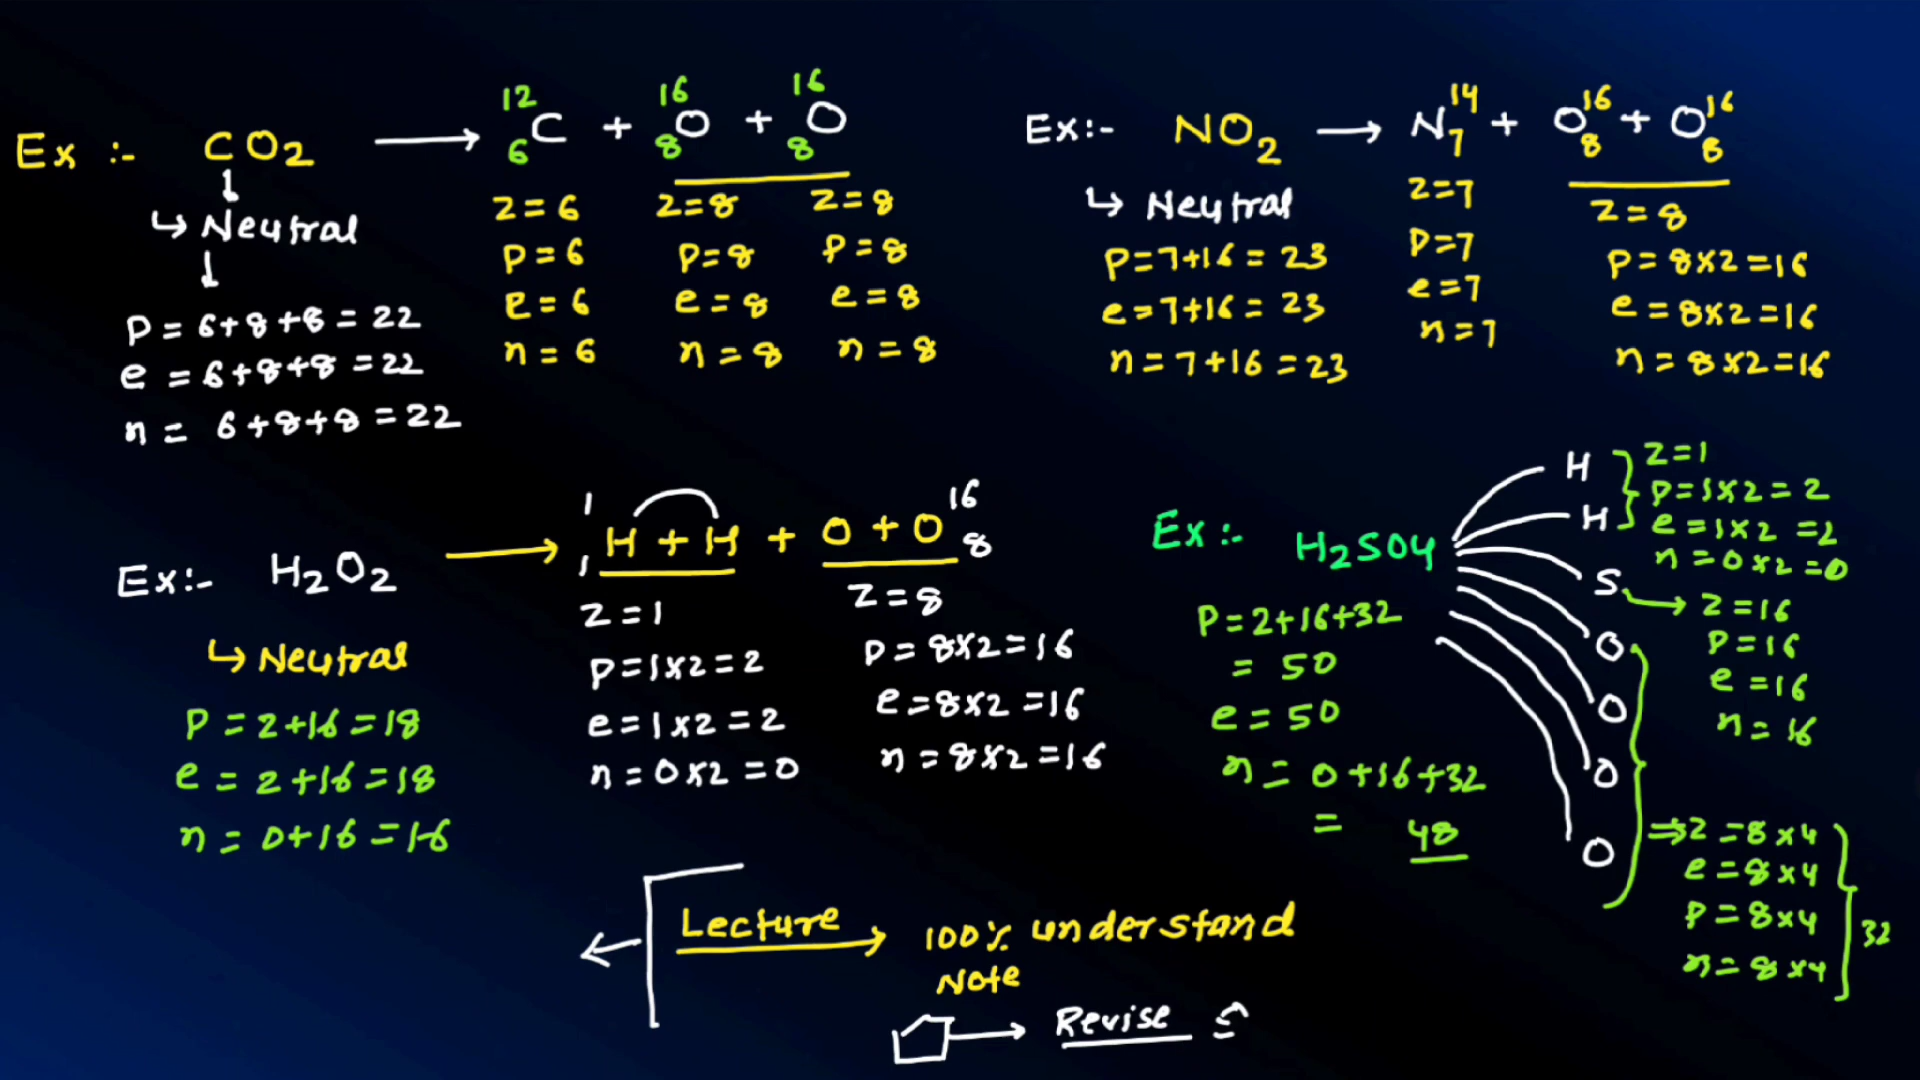 Ex :- CO2 → 12 6 C + 16 8 O + 16 8 O
↳ Neutral
P = 6+8+8 = 22
e = 6+8+8 = 22
n = 6+8+8 = 22
Z = 6
P = 6
e = 6
n = 6
Z=8
P=8
e = 8
n = 8
Z=8
P=8
e = 8
n = 8
Ex:- NO2 → N 14 7 + O 16 8 + O 16 8
↳ Neutral
P=7+16 = 23
e=7+16 = 23
n=7+16 =23
Z=7
P=7
e=7
n=7
Z=8
P=8x2=16
e=8x2=16
n=8x2=16
Ex:- H2O2 → 1 1 H + H + O + O 16 8
↳ Neutral
P=2+16=18
e=2+16=18
n=0+16=16
Z=1
P=1x2=2
e=1x2=2
n=0x2=0
Z=8
P=8x2=16
e=8x2=16
n=8x2=16
Ex:- H2SO4
P=2+16+32
= 50
e=50
n=0+16+32
= 48
H
H
Z=1
P=1x2=2
e=1x2=2
n=0x2=0
S → Z=16
P=16
e=16
n=16
O
O
O
O
⇒ Z=8x4
e=8x4
P=8x4
n=8x4
32
Lecture → 100% understand
Note
→ Revise